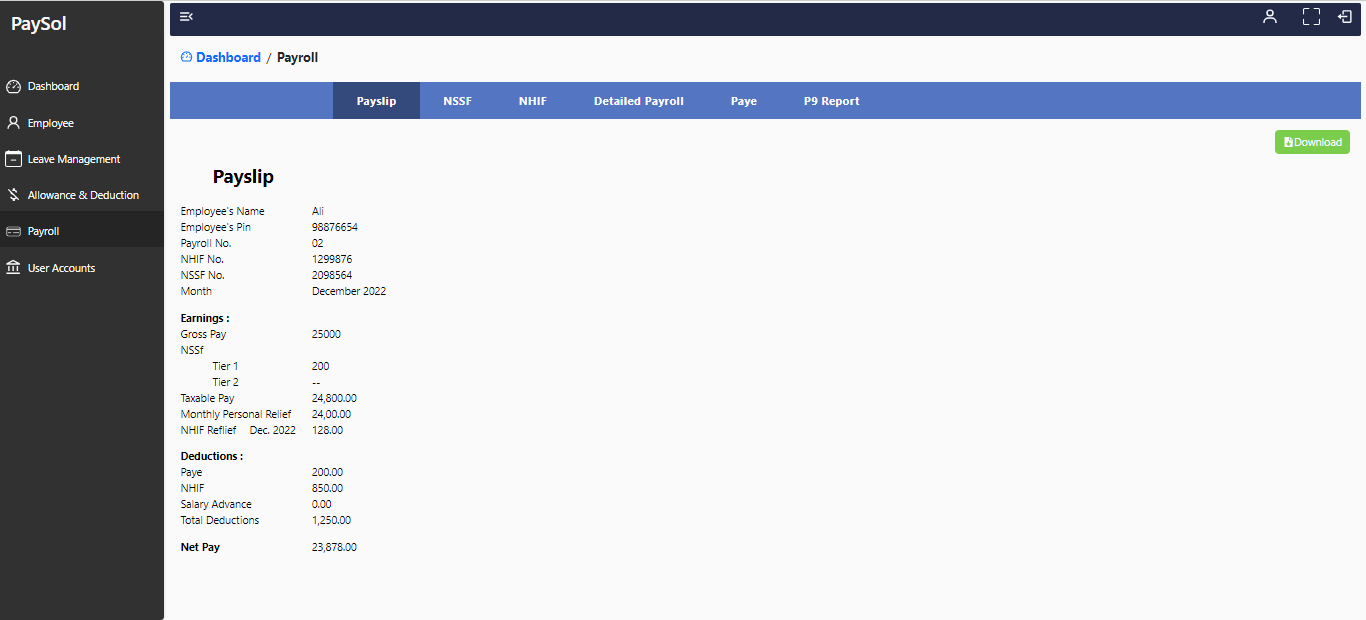 PaySol
Dashboard / Payroll
Dashboard
Employee
Leave Management
Allowance & Deduction
Payroll
User Accounts
Payslip NSSF NHIF Detailed Payroll Paye P9 Report
Download
Payslip
Employee's Name Ali
Employee's Pin 98876654
Payroll No. 02
NHIF No. 1299876
NSSF No. 2098564
Month December 2022
Earnings :
Gross Pay 25000
NSSf
Tier 1 200
Tier 2 --
Taxable Pay 24,800.00
Monthly Personal Relief 24,00.00
NHIF Reflief Dec. 2022 128.00
Deductions :
Paye 200.00
NHIF 850.00
Salary Advance 0.00
Total Deductions 1,250.00
Net Pay 23,878.00